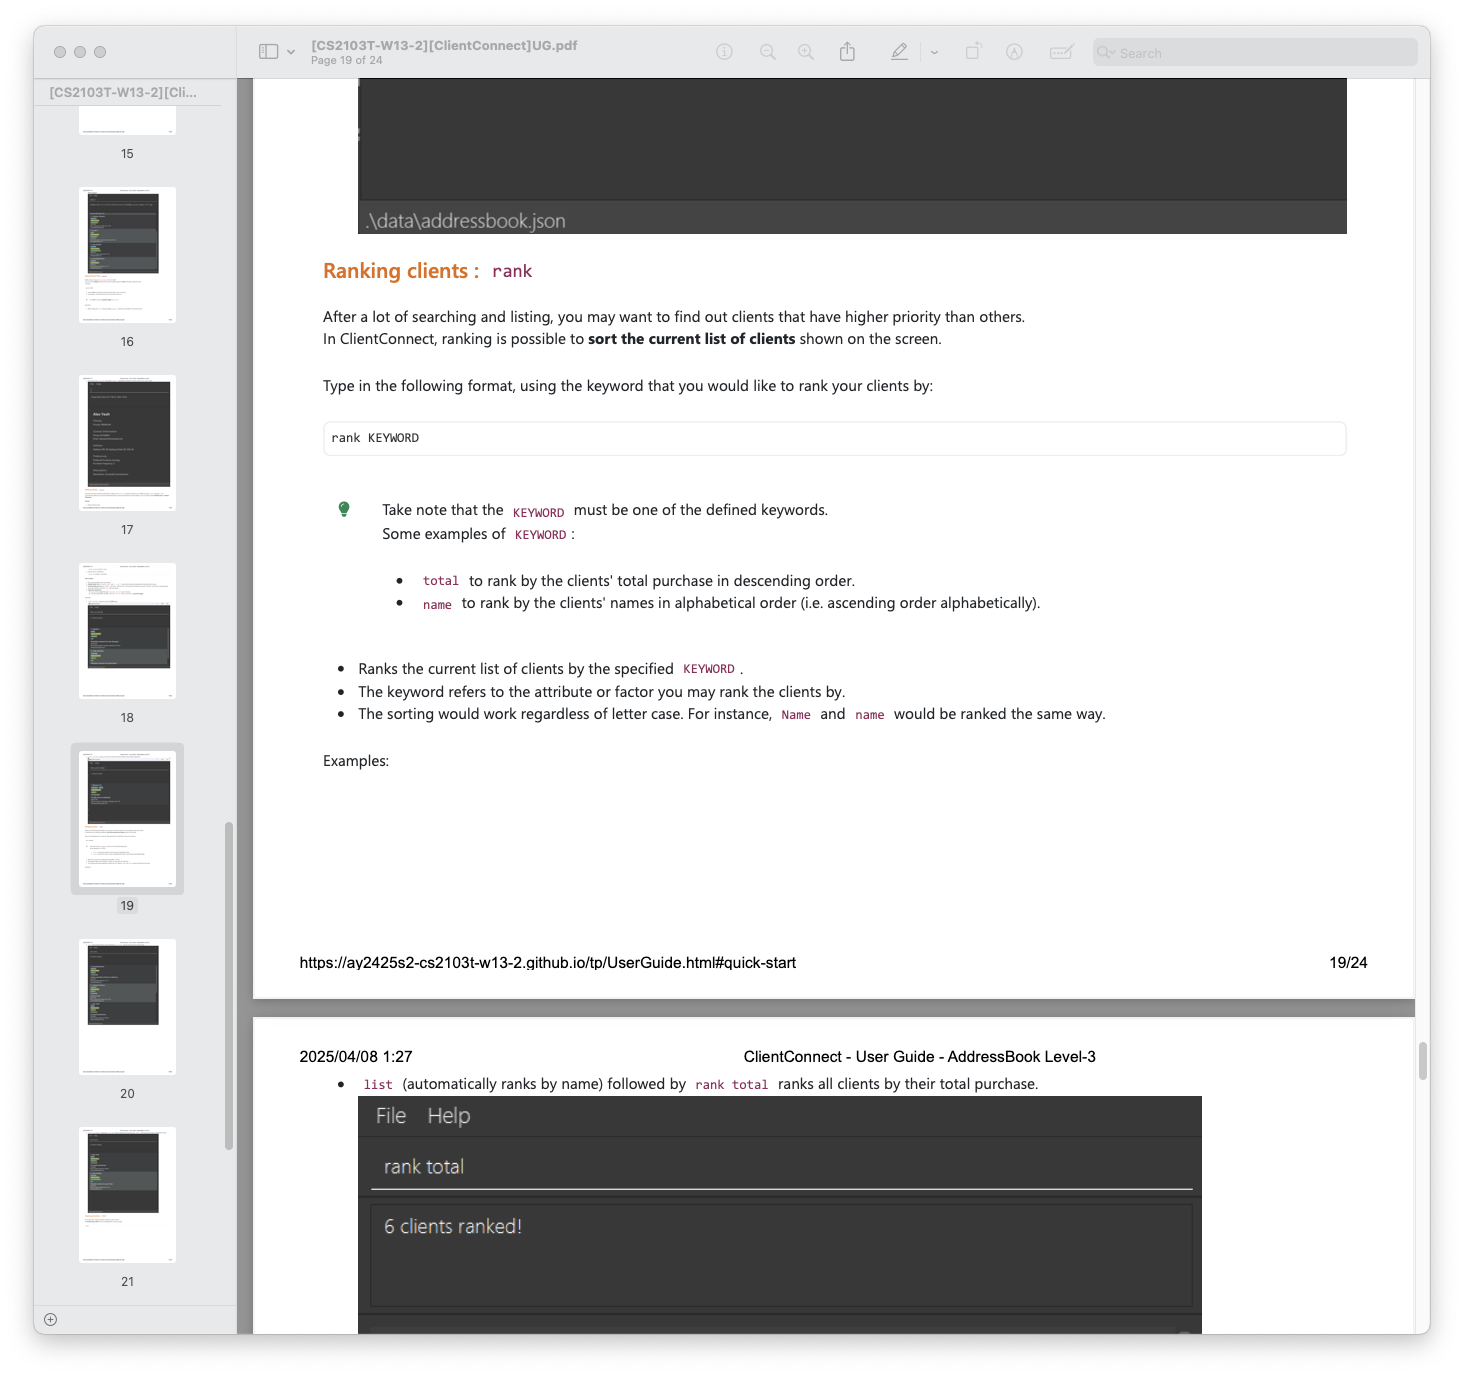 [CS2103T-W13-2][ClientConnect]UG.pdf
Page 19 of 24
Search
[CS2103T-W13-2][Cli...
15
16
17
18
19
20
21
.\data\addressbook.json
Ranking clients : rank
After a lot of searching and listing, you may want to find out clients that have higher priority than others.
In ClientConnect, ranking is possible to sort the current list of clients shown on the screen.
Type in the following format, using the keyword that you would like to rank your clients by:
rank KEYWORD
Take note that the KEYWORD must be one of the defined keywords.
Some examples of KEYWORD :
• total to rank by the clients' total purchase in descending order.
• name to rank by the clients' names in alphabetical order (i.e. ascending order alphabetically).
• Ranks the current list of clients by the specified KEYWORD .
• The keyword refers to the attribute or factor you may rank the clients by.
• The sorting would work regardless of letter case. For instance, Name and name would be ranked the same way.
Examples:
https://ay2425s2-cs2103t-w13-2.github.io/tp/UserGuide.html#quick-start 19/24
2025/04/08 1:27 ClientConnect - User Guide - AddressBook Level-3
• list (automatically ranks by name) followed by rank total ranks all clients by their total purchase.
File Help
rank total
6 clients ranked!